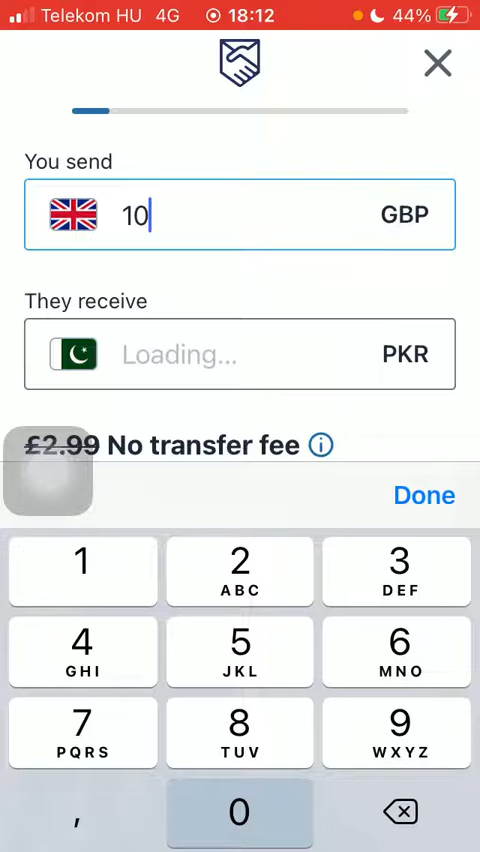 Telekom HU 4G 18:12 44%
You send
10 GBP
They receive
Loading... PKR
£2.99 No transfer fee
Done
1 2 3
ABC DEF
4 5 6
GHI JKL MNO
7 8 9
PQRS TUV WXYZ
, 0